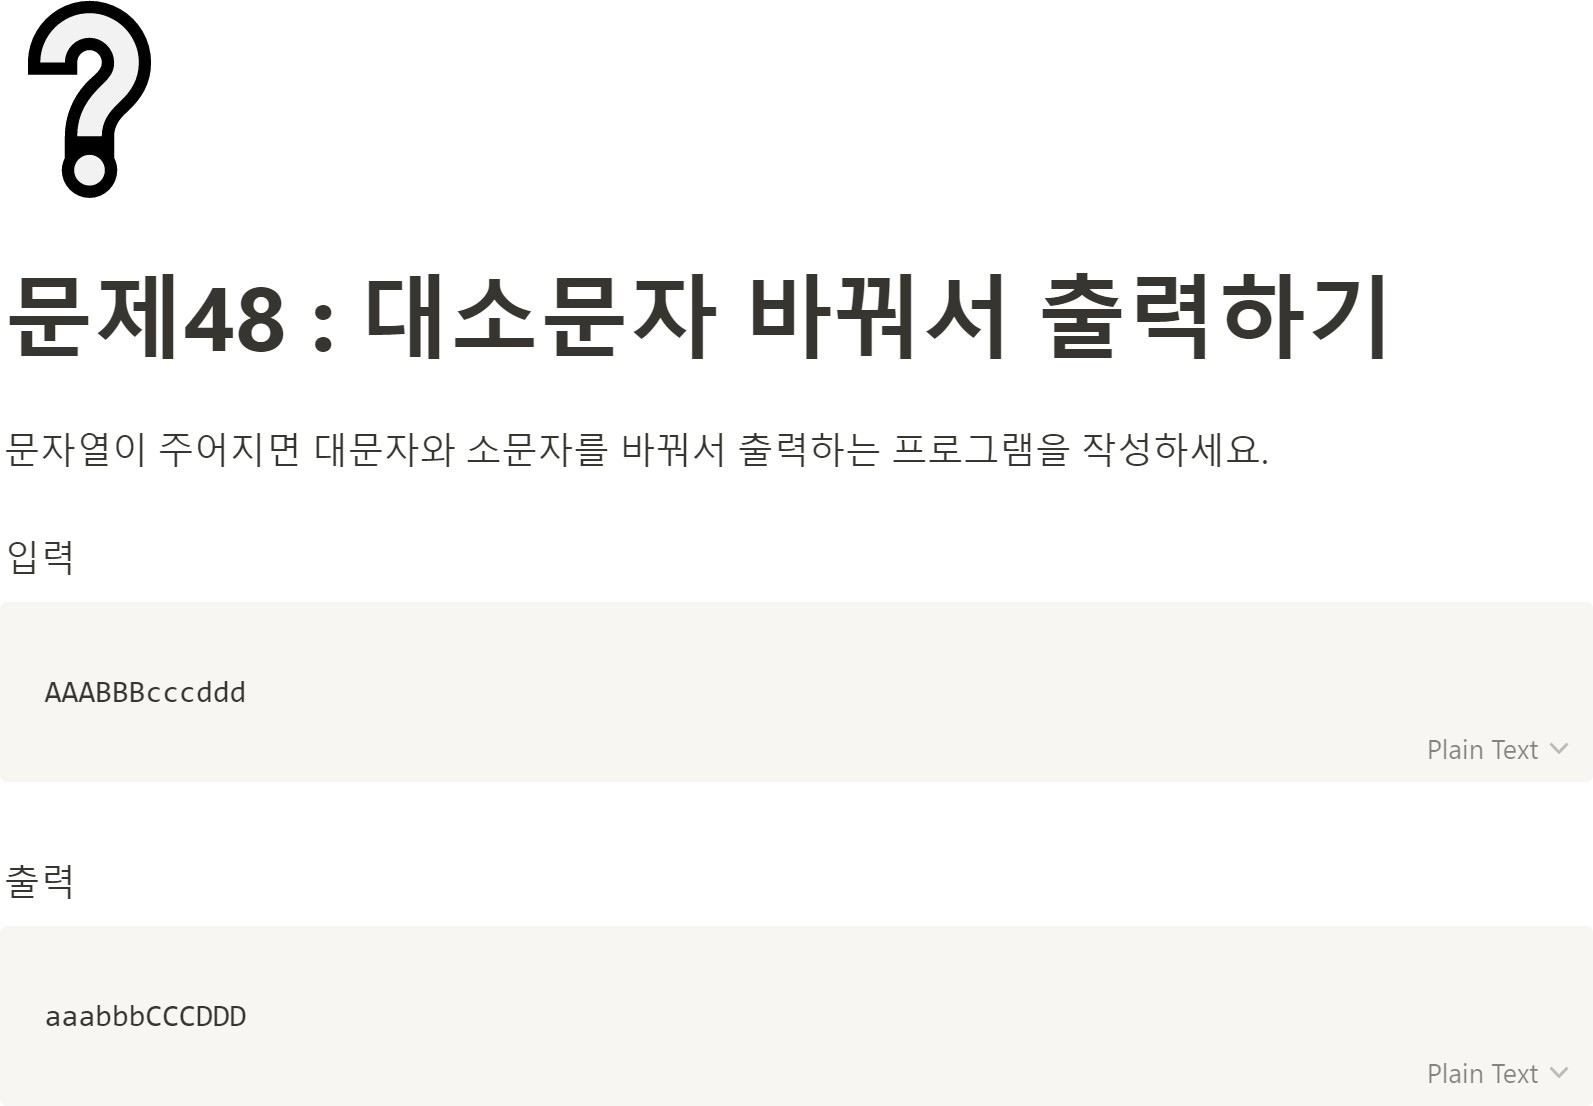 문제48 : 대소문자 바꿔서 출력하기
문자열이 주어지면 대문자와 소문자를 바꿔서 출력하는 프로그램을 작성하세요.
입력
AAABBBcccddd
Plain Text
출력
aaabbbCCCDDD
Plain Text